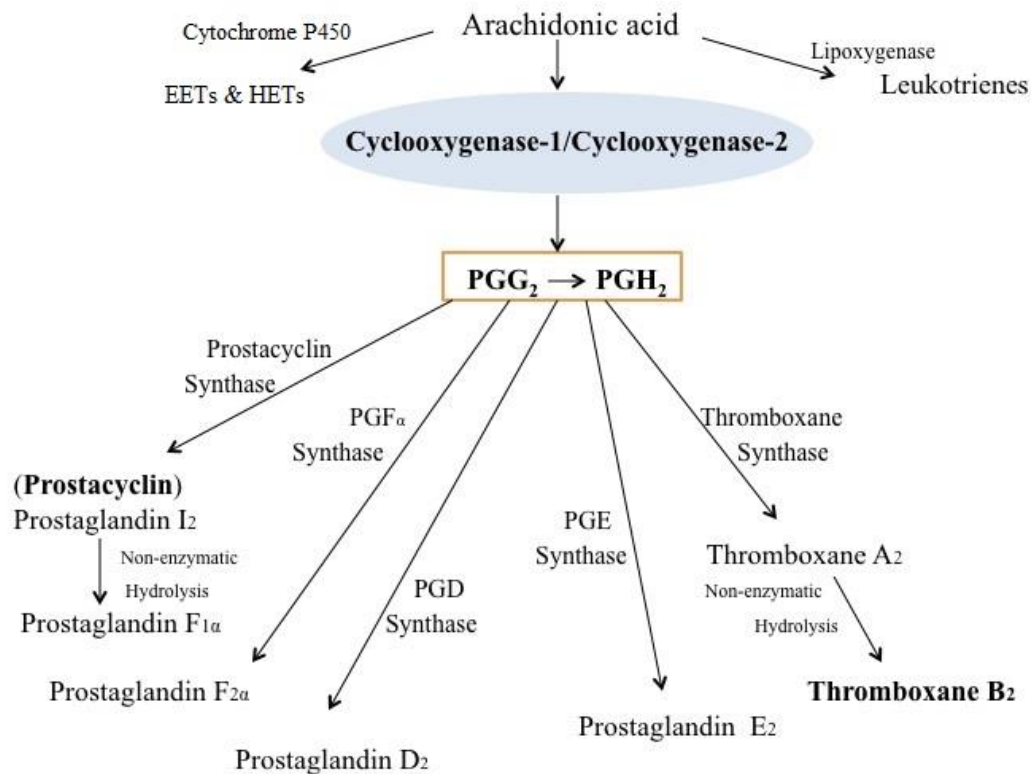 Arachidonic acid
Cytochrome P450
EETs & HETs
Lipoxygenase
Leukotrienes
Cyclooxygenase-1/Cyclooxygenase-2
PGG₂ → PGH₂
Prostacyclin
Synthase
(Prostacyclin)
Prostaglandin I₂
Non-enzymatic
Hydrolysis
Prostaglandin F₁α
PGFα
Synthase
Prostaglandin F₂α
PGD
Synthase
Prostaglandin D₂
PGE
Synthase
Prostaglandin E₂
Thromboxane
Synthase
Thromboxane A₂
Non-enzymatic
Hydrolysis
Thromboxane B₂